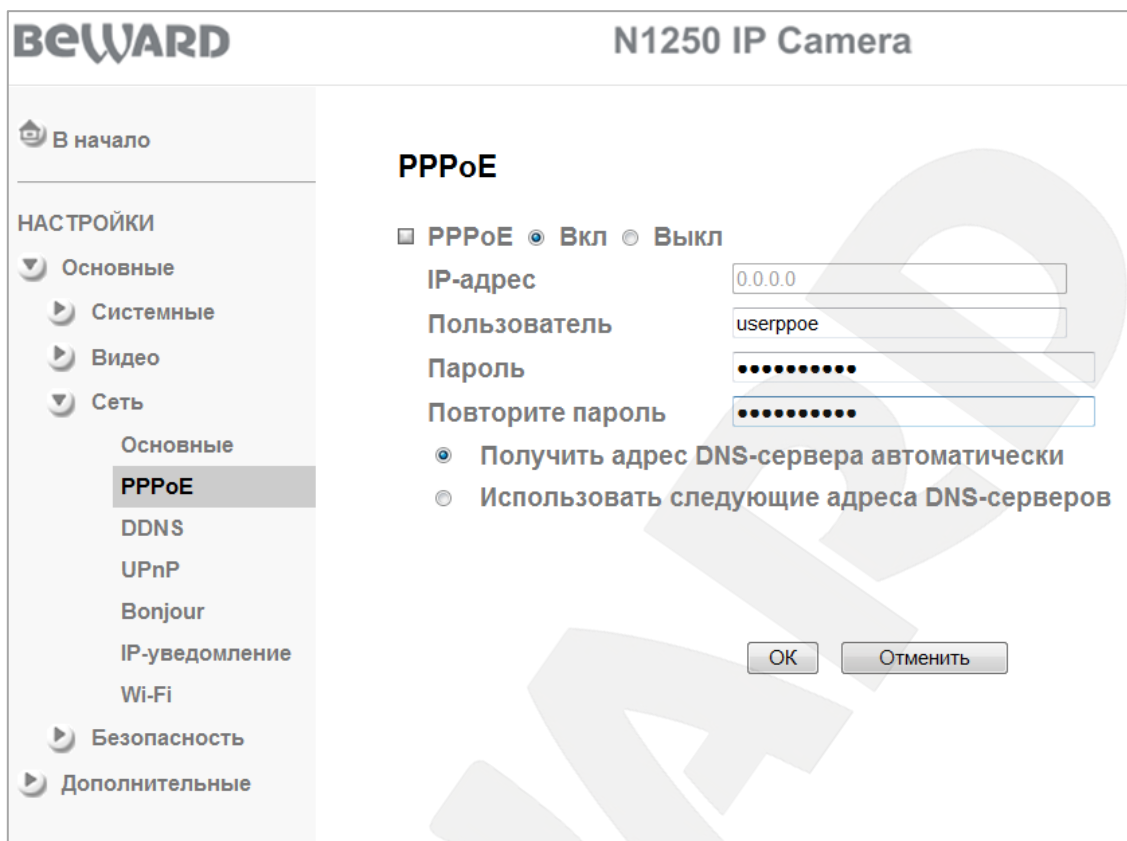 BEWARD
N1250 IP Camera
В начало
НАСТРОЙКИ
Основные
Системные
Видео
Сеть
Основные
PPPoE
DDNS
UPnP
Bonjour
IP-уведомление
Wi-Fi
Безопасность
Дополнительные
PPPoE
PPPoE Вкл Выкл
IP-адрес 0.0.0.0
Пользователь userppoe
Пароль ••••••••••
Повторите пароль ••••••••••
Получить адрес DNS-сервера автоматически
Использовать следующие адреса DNS-серверов
ОК Отменить